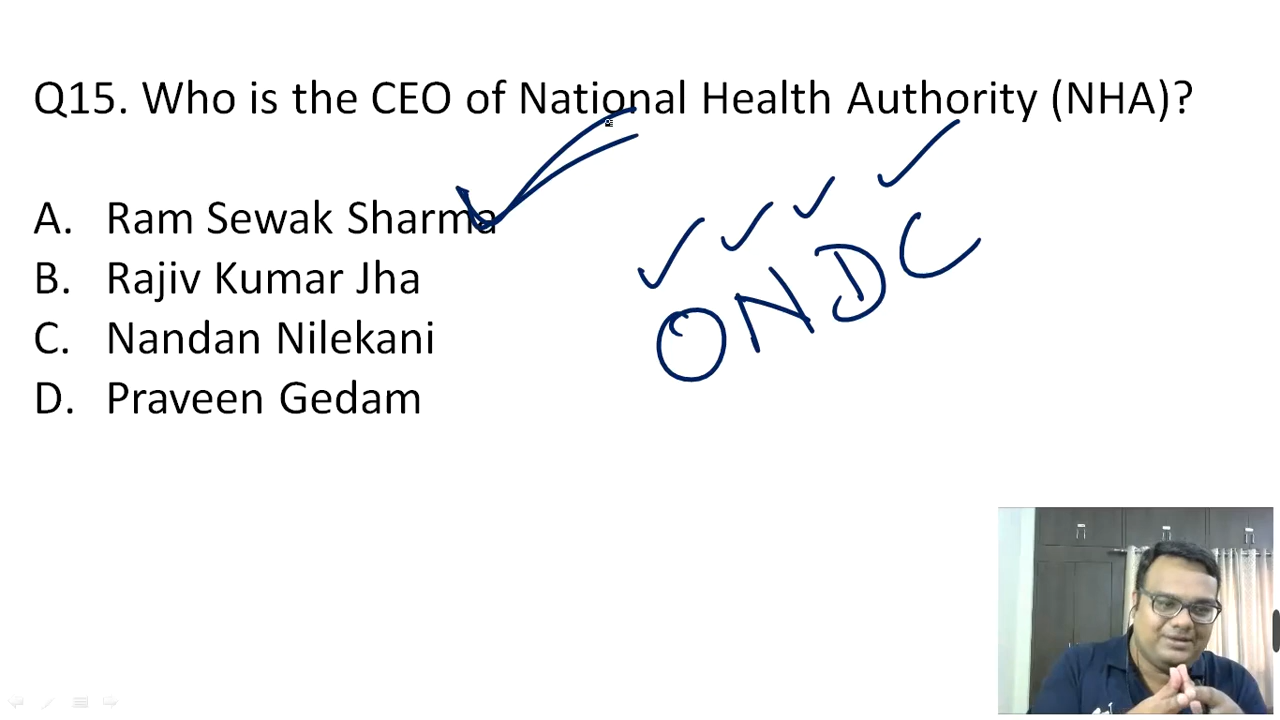 Q15. Who is the CEO of National Health Authority (NHA)?
A. Ram Sewak Sharma
B. Rajiv Kumar Jha
C. Nandan Nilekani
D. Praveen Gedam
ONDC